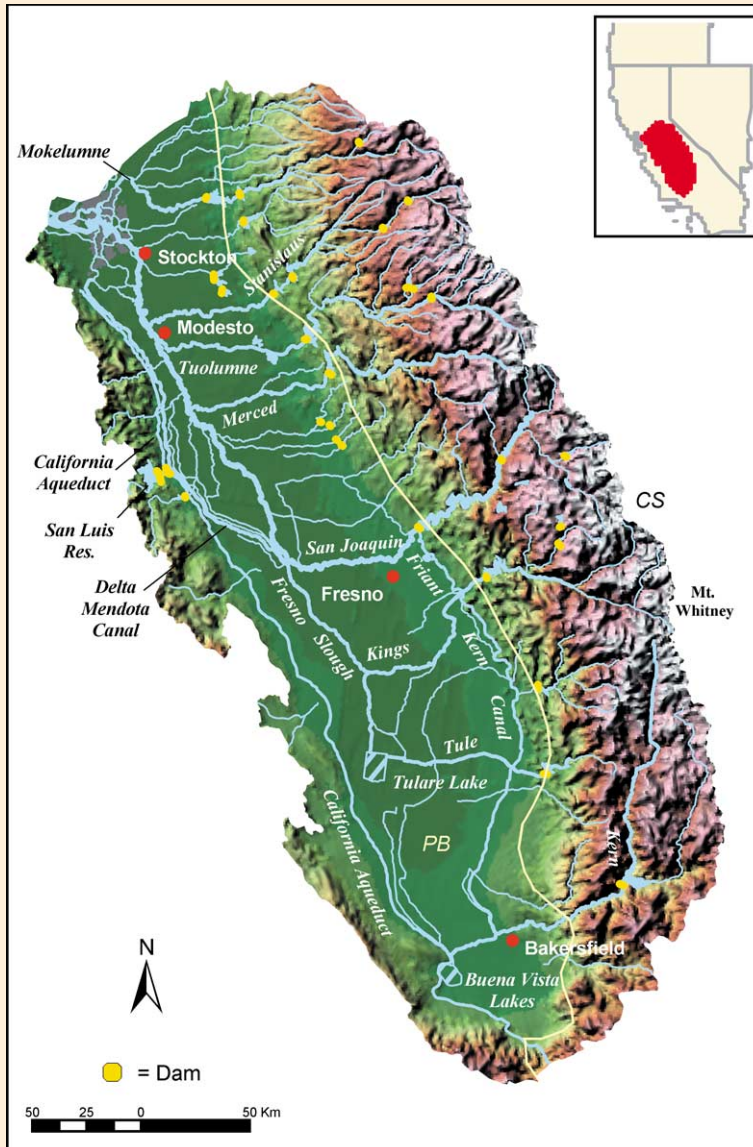 Mokelumne
Stockton
Stanislaus
Modesto
Tuolumne
Merced
California
Aqueduct
San Luis
Res.
CS
San Joaquin
Delta
Mendota
Canal
Fresno
Friant
Mt.
Whitney
Fresno
Slough
Kings
Kern
Canal
Tule
Tulare Lake
California Aqueduct
PB
Kern
Bakersfield
N
Buena Vista
Lakes
= Dam
50 25 0 50 Km